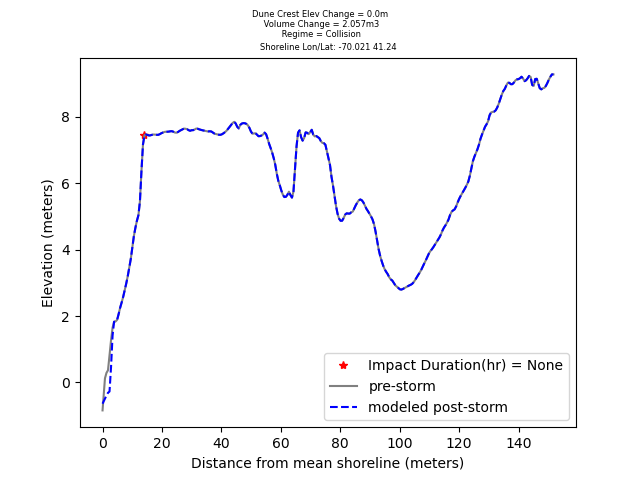 Dune Crest Elev Change = 0.0m
Volume Change = 2.057m3
Regime = Collision
Shoreline Lon/Lat: -70.021 41.24
Elevation (meters)
8
6
4
2
0
Impact Duration(hr) = None
pre-storm
modeled post-storm
0 20 40 60 80 100 120 140
Distance from mean shoreline (meters)